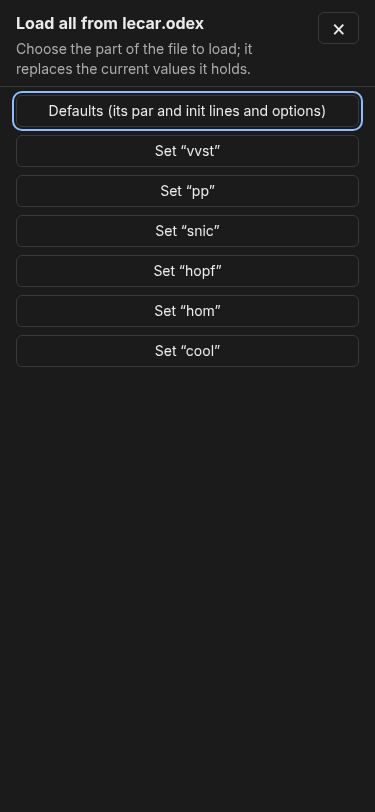 Load all from lecar.odex
Choose the part of the file to load; it
replaces the current values it holds.
Defaults (its par and init lines and options)
Set “vvst”
Set “pp”
Set “snic”
Set “hopf”
Set “hom”
Set “cool”